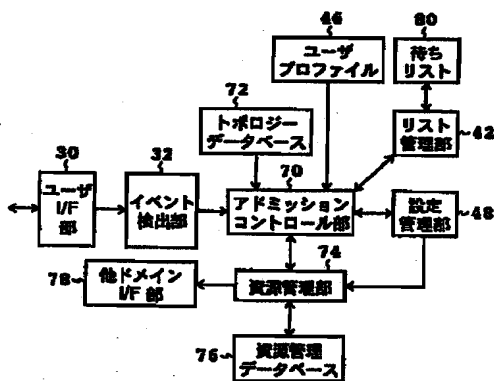 46
ユーザ
プロファイル
80
待ち
リスト
72
トポロジー
データベース
リスト
管理部
42
30
ユーザ
I/F
部
32
イベント
検出部
70
アドミッション
コントロール部
設定
管理部
48
78
他ドメイン
I/F 部
74
資源管理部
76
資源管理
データベース